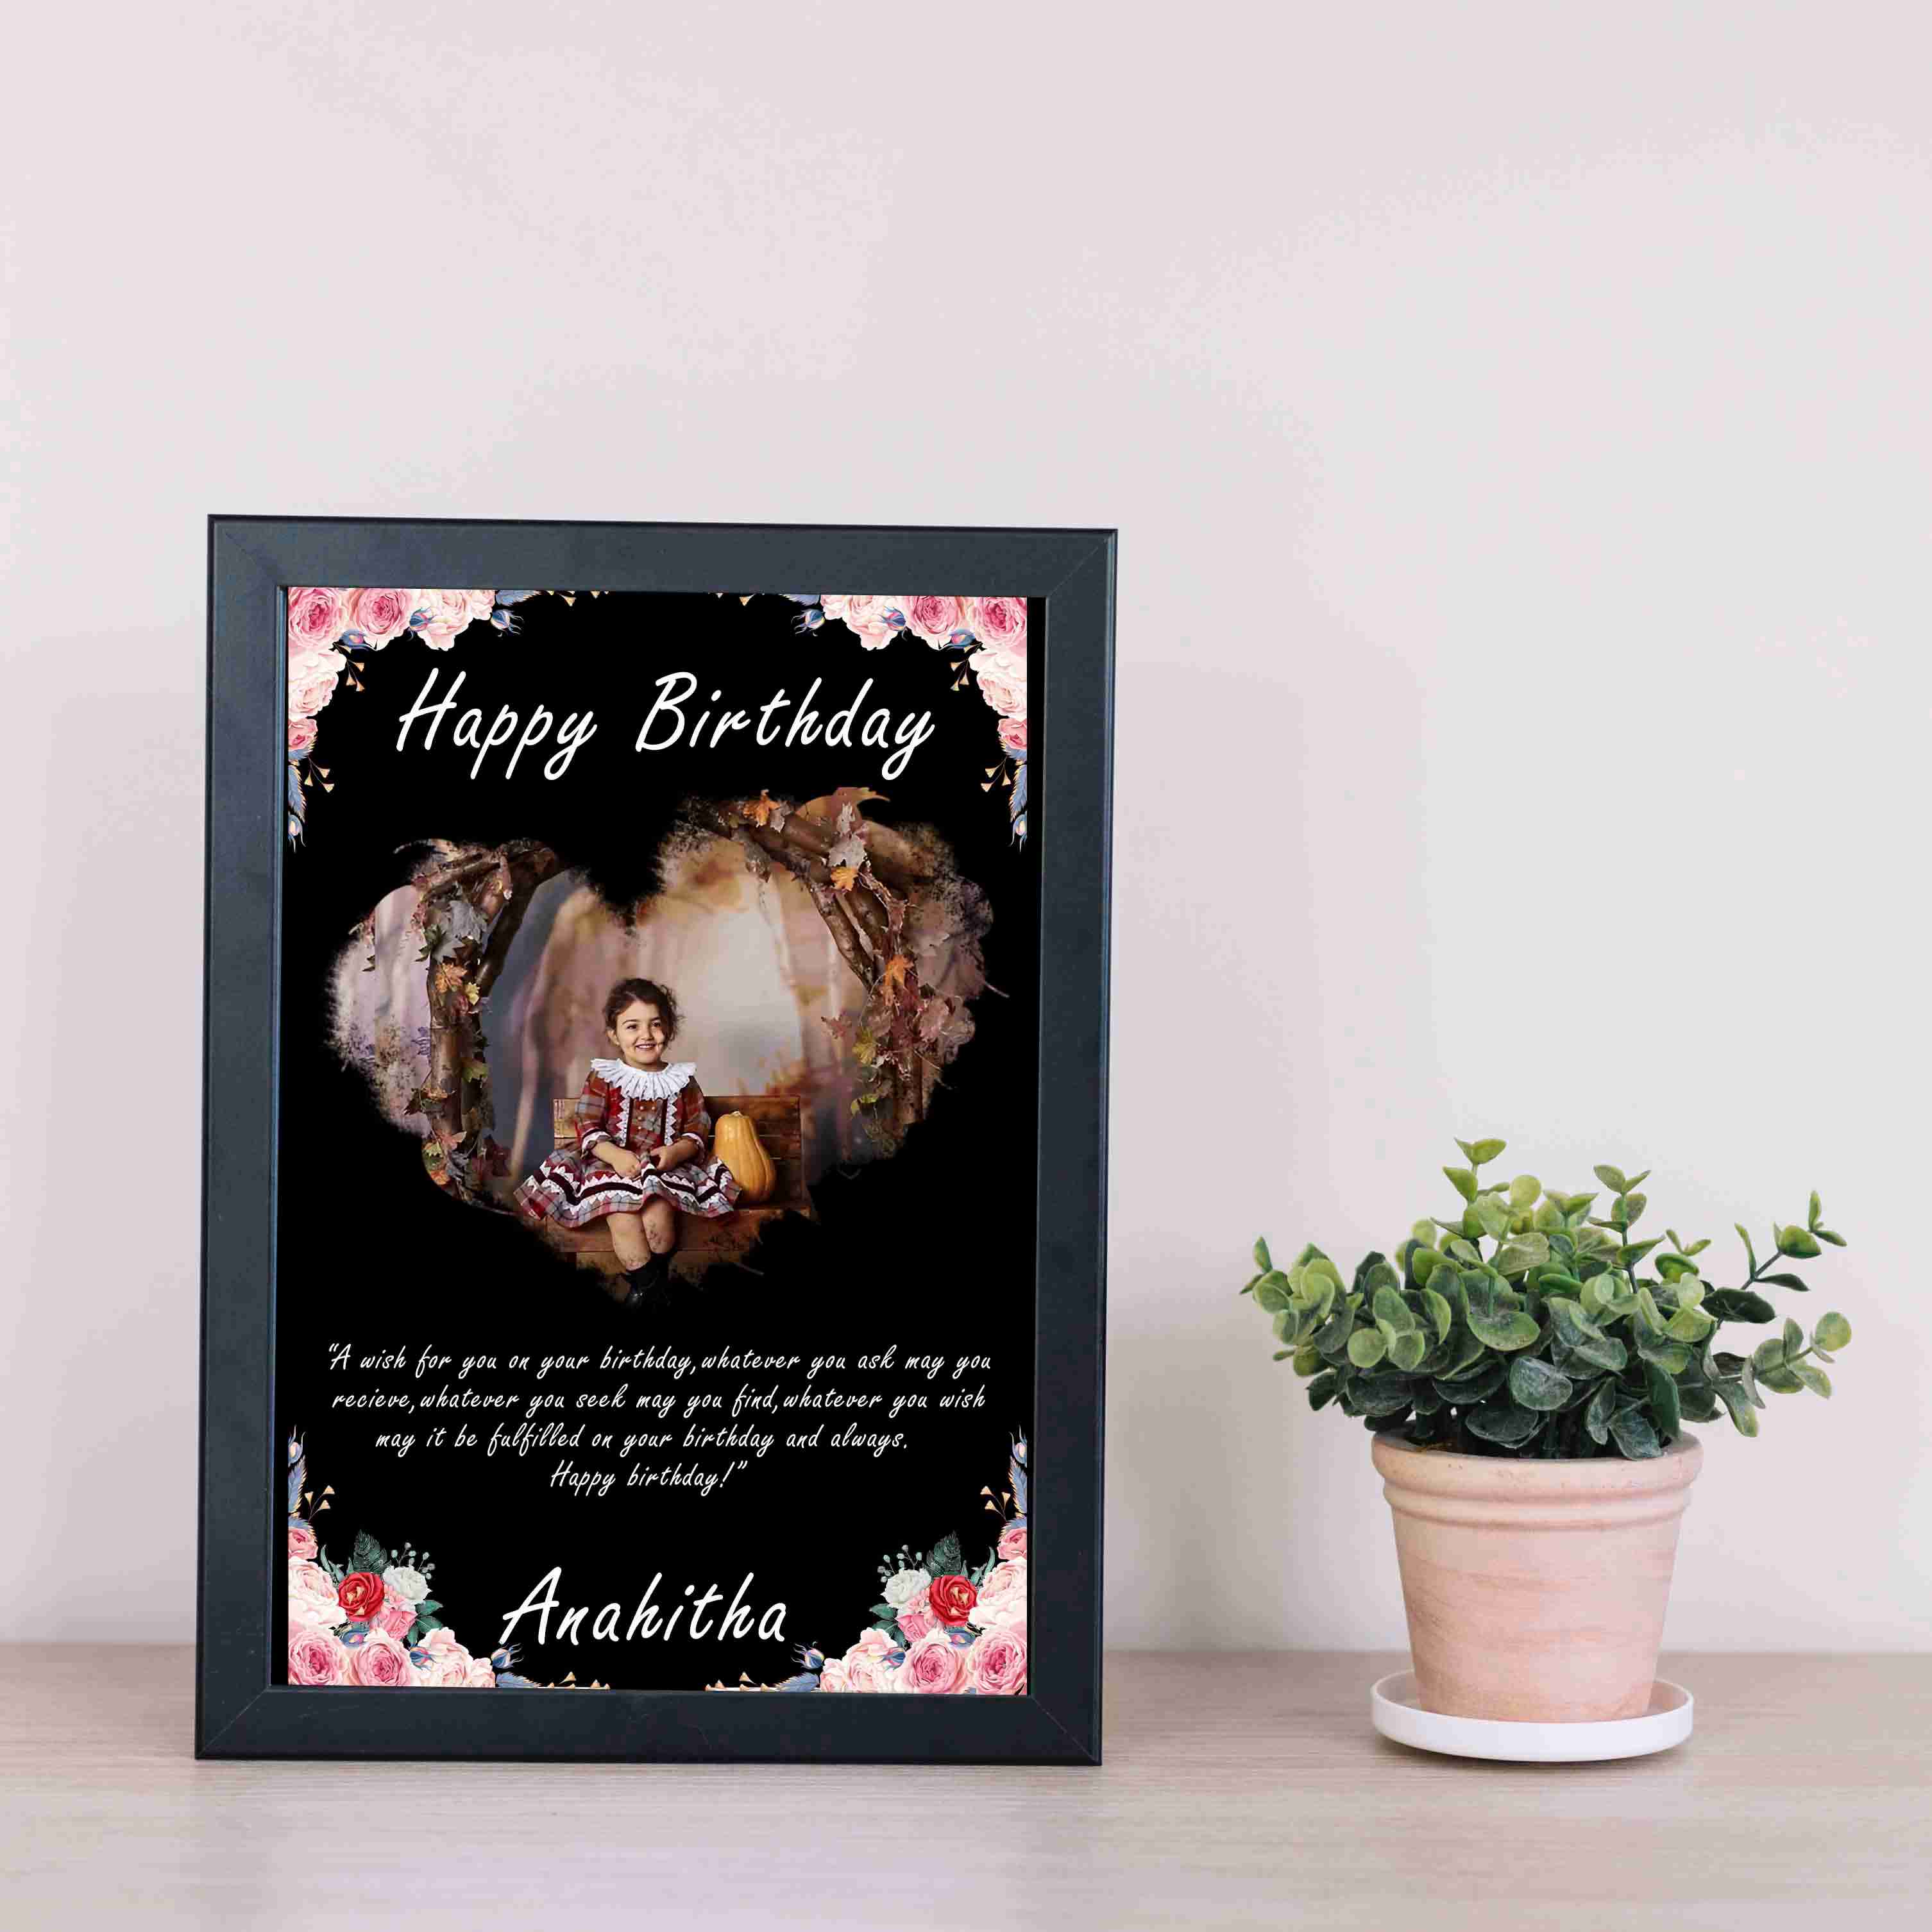 Happy Birthday
"A wish for you on your birthday,whatever you ask may you
recieve,whatever you seek may you find,whatever you wish
may it be fulfilled on your birthday and always.
Happy birthday!"
Anahitha